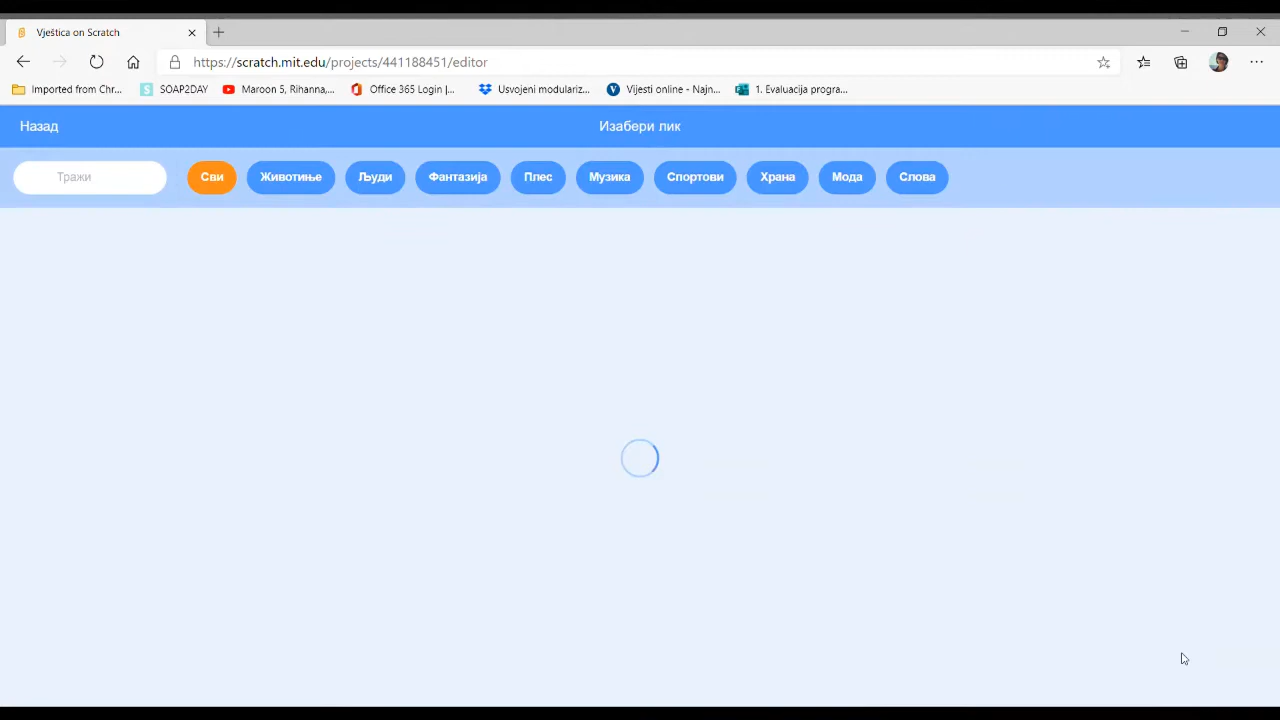 Vještica on Scratch
https://scratch.mit.edu/projects/441188451/editor
Imported from Chr... SOAP2DAY Maroon 5, Rihanna,... Office 365 Login |... Usvojeni modulariz... Vijesti online - Najn... 1. Evaluacija progra...
Назад Изабери лик
Тражи Сви Животиње Људи Фантазија Плес Музика Спортови Храна Мода Слова